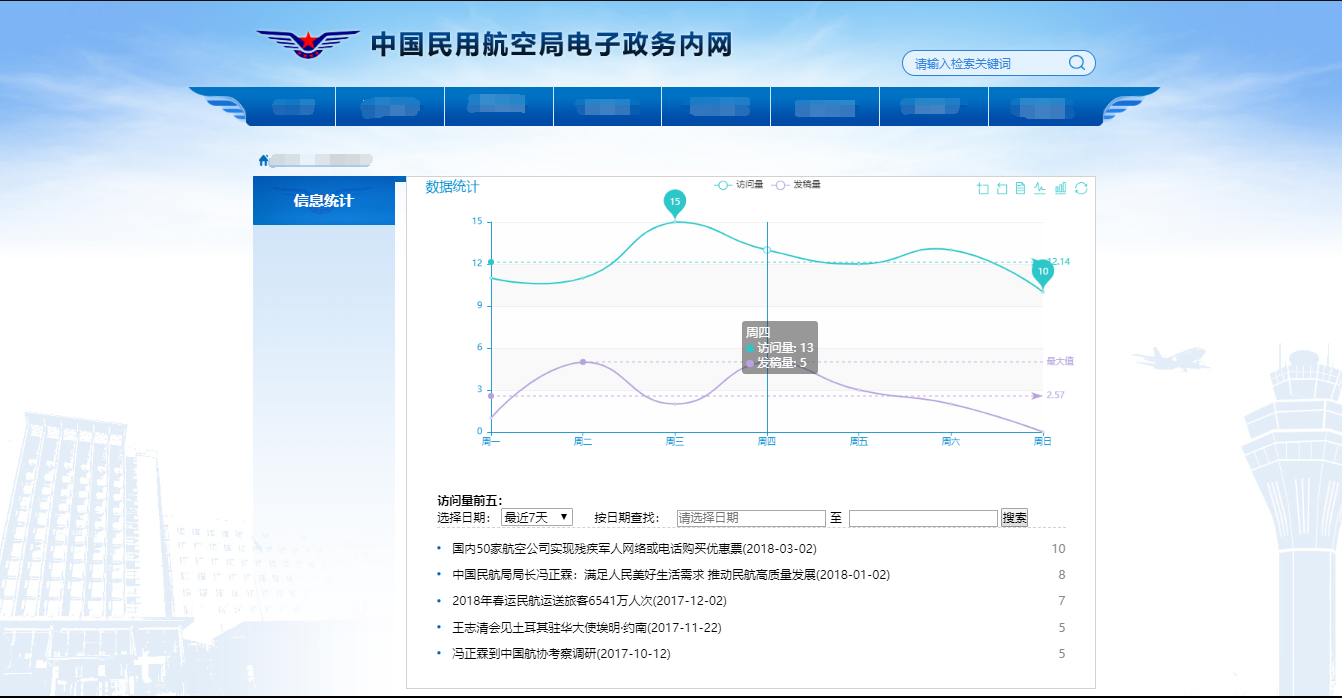 中国民用航空局电子政务内网
请输入检索关键词
信息统计
数据统计
访问量 发稿量
15
15
12
12.14
10
9
周四
访问量: 13
发稿量: 5
6
最大值
3
2.57
0
周一 周二 周三 周四 周五 周六 周日
访问量前五：
选择日期： 最近7天 按日期查找： 请选择日期 至 搜索
国内50家航空公司实现残疾军人网络或电话购买优惠票(2018-03-02) 10
中国民航局局长冯正霖：满足人民美好生活需求 推动民航高质量发展(2018-01-02) 8
2018年春运民航运送旅客6541万人次(2017-12-02) 7
王志清会见土耳其驻华大使埃明·约南(2017-11-22) 5
冯正霖到中国航协考察调研(2017-10-12) 5